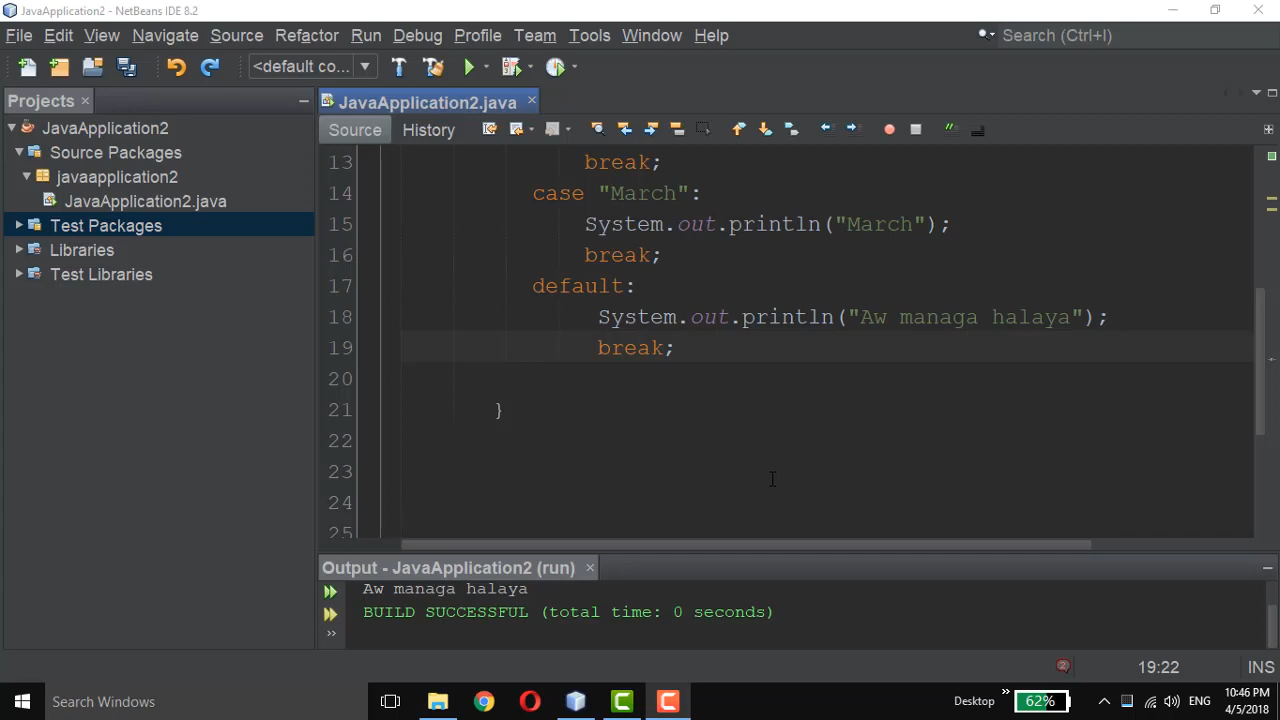 JavaApplication2 - NetBeans IDE 8.2
File Edit View Navigate Source Refactor Run Debug Profile Team Tools Window Help
Search (Ctrl+I)
<default co...
Projects
JavaApplication2
Source Packages
javaapplication2
JavaApplication2.java
Test Packages
Libraries
Test Libraries
JavaApplication2.java
Source History
13 break;
14 case "March":
15 System.out.println("March");
16 break;
17 default:
18 System.out.println("Aw managa halaya");
19 break;
20
21 }
22
23
24
25
Output - JavaApplication2 (run)
Aw managa halaya
BUILD SUCCESSFUL (total time: 0 seconds)
2
19:22 INS
Search Windows
Desktop
62%
ENG
10:46 PM
4/5/2018